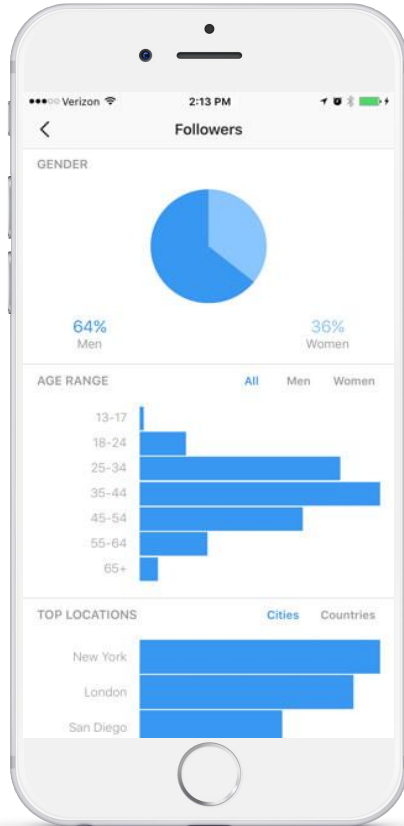 Verizon 2:13 PM
Followers
GENDER
64% 36%
Men Women
AGE RANGE All Men Women
13-17
18-24
25-34
35-44
45-54
55-64
65+
TOP LOCATIONS Cities Countries
New York
London
San Diego